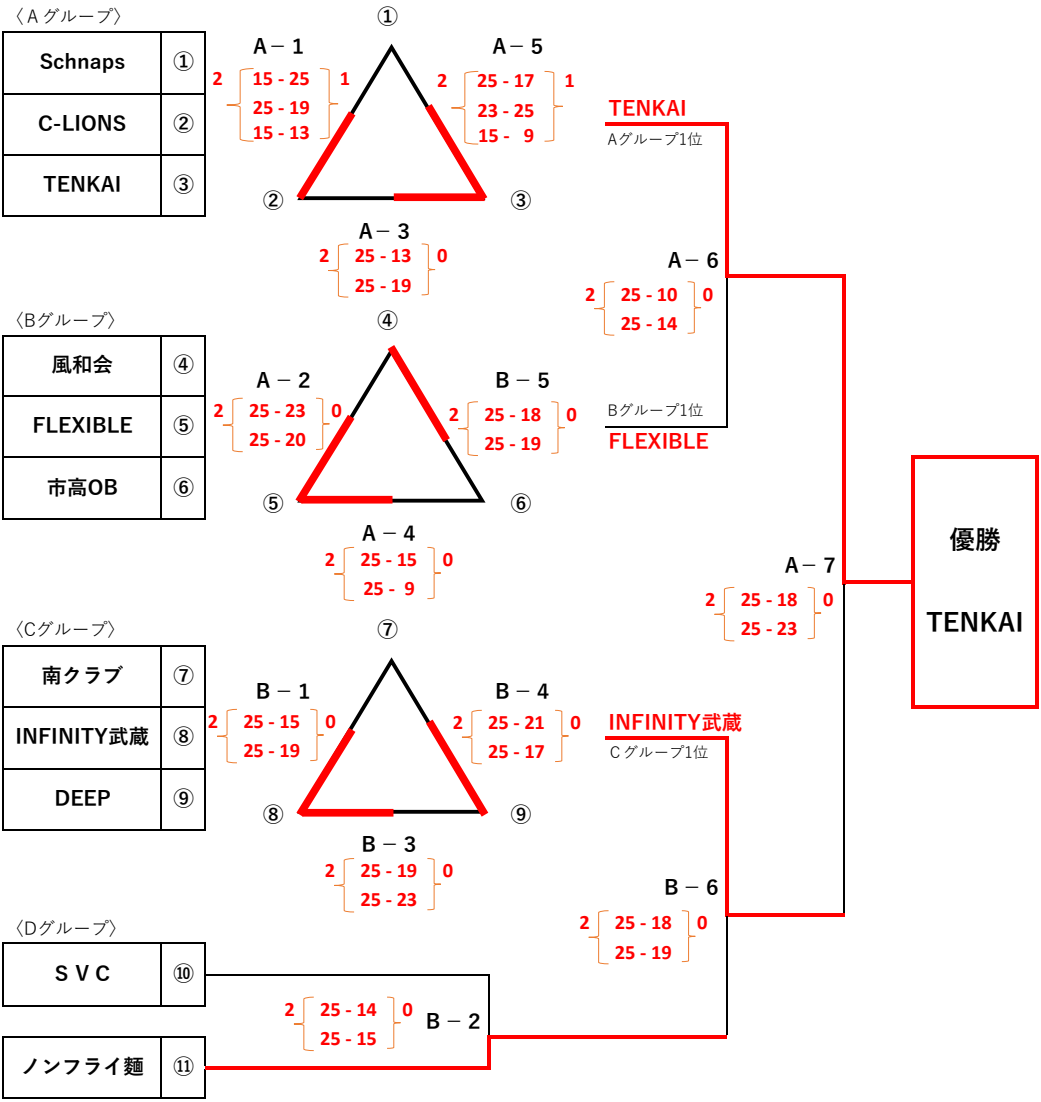 〈Ａグループ〉
Schnaps ①
C-LIONS ②
TENKAI ③
①
A－1
2 15 - 25 1
25 - 19
15 - 13
A－5
2 25 - 17 1
23 - 25
15 - 9
②
③
A－3
2 25 - 13 0
25 - 19
TENKAI
Aグループ1位
A－6
2 25 - 10 0
25 - 14
〈Bグループ〉
風和会 ④
FLEXIBLE ⑤
市高OB ⑥
④
A－2
2 25 - 23 0
25 - 20
B－5
2 25 - 18 0
25 - 19
⑤
⑥
A－4
2 25 - 15 0
25 - 9
Bグループ1位
FLEXIBLE
優勝
TENKAI
A－7
2 25 - 18 0
25 - 23
〈Cグループ〉
南クラブ ⑦
INFINITY武蔵 ⑧
DEEP ⑨
⑦
B－1
2 25 - 15 0
25 - 19
B－4
2 25 - 21 0
25 - 17
⑧
⑨
B－3
2 25 - 19 0
25 - 23
INFINITY武蔵
Ｃグループ1位
B－6
2 25 - 18 0
25 - 19
〈Dグループ〉
ＳＶＣ ⑩
2 25 - 14 0
25 - 15
B－2
ノンフライ麵 ⑪